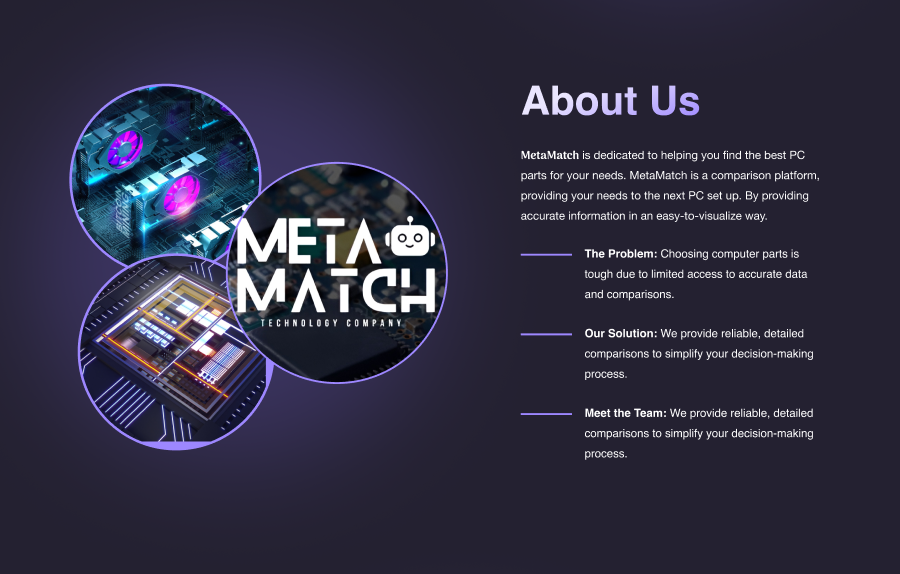 META
MATCH
TECHNOLOGY COMPANY
About Us
MetaMatch is dedicated to helping you find the best PC
parts for your needs. MetaMatch is a comparison platform,
providing your needs to the next PC set up. By providing
accurate information in an easy-to-visualize way.
The Problem: Choosing computer parts is
tough due to limited access to accurate data
and comparisons.
Our Solution: We provide reliable, detailed
comparisons to simplify your decision-making
process.
Meet the Team: We provide reliable, detailed
comparisons to simplify your decision-making
process.